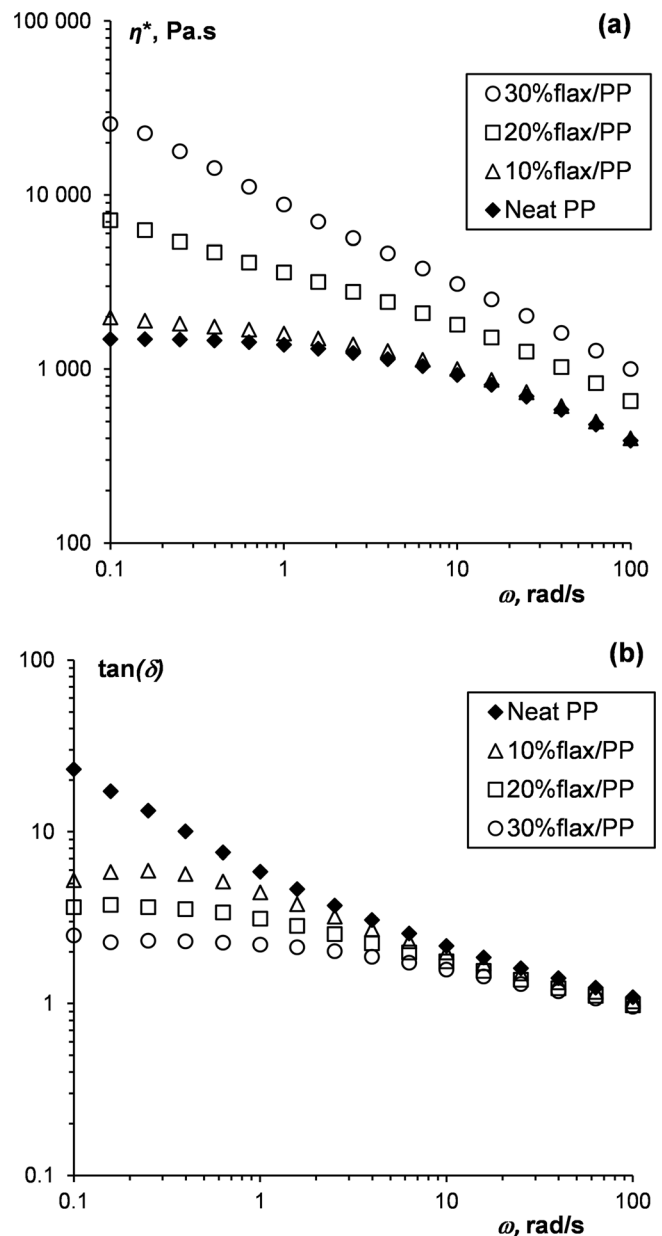 100 000
η*, Pa.s
(a)
30%flax/PP
20%flax/PP
10%flax/PP
Neat PP
10 000
1 000
100
0.1
1
10
100
ω, rad/s
(b)
100
tan(δ)
Neat PP
10%flax/PP
20%flax/PP
30%flax/PP
10
1
0.1
0.1
1
10
100
ω, rad/s